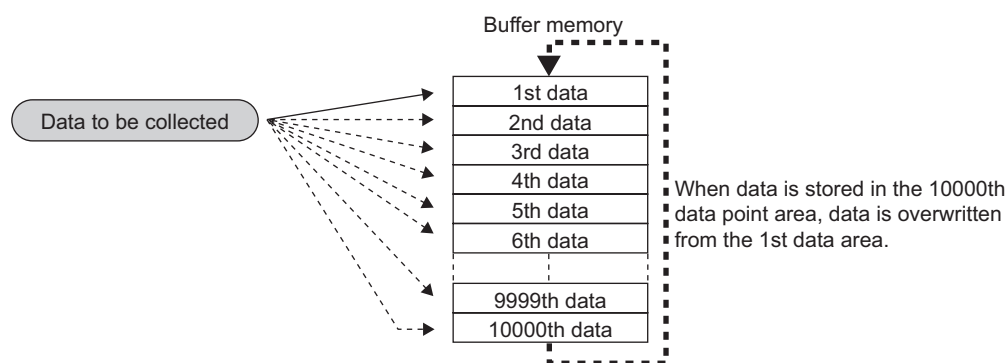 Buffer memory
Data to be collected
1st data
2nd data
3rd data
4th data
5th data
6th data
9999th data
10000th data
When data is stored in the 10000th
data point area, data is overwritten
from the 1st data area.